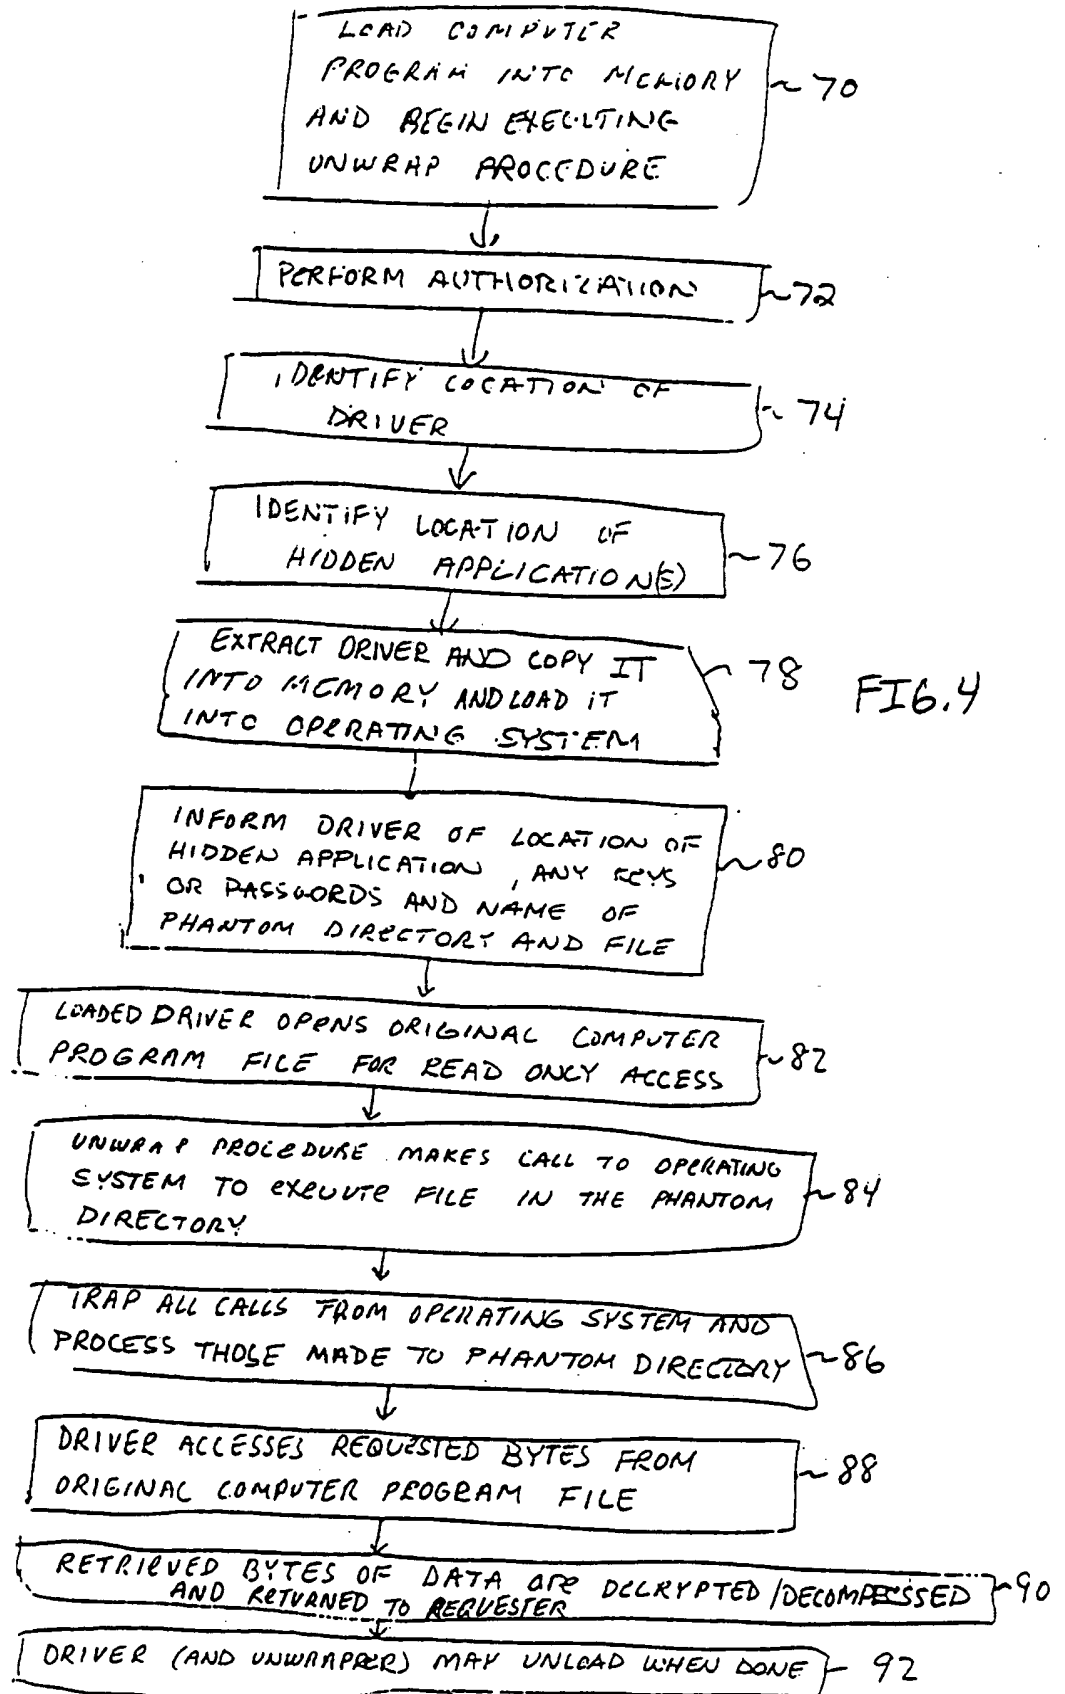 LOAD COMPUTER
PROGRAM INTO MEMORY
AND BEGIN EXECUTING
UNWRAP PROCEDURE
70
PERFORM AUTHORIZATION
72
IDENTIFY LOCATION OF
DRIVER
74
IDENTIFY LOCATION OF
HIDDEN APPLICATION(S)
76
EXTRACT DRIVER AND COPY IT
INTO MEMORY AND LOAD IT
INTO OPERATING SYSTEM
78
FIG. 4
INFORM DRIVER OF LOCATION OF
HIDDEN APPLICATION, ANY KEYS
OR PASSWORDS AND NAME OF
PHANTOM DIRECTORY AND FILE
80
LOADED DRIVER OPENS ORIGINAL COMPUTER
PROGRAM FILE FOR READ ONLY ACCESS
82
UNWRAP PROCEDURE MAKES CALL TO OPERATING
SYSTEM TO EXECUTE FILE IN THE PHANTOM
DIRECTORY
84
TRAP ALL CALLS FROM OPERATING SYSTEM AND
PROCESS THOSE MADE TO PHANTOM DIRECTORY
86
DRIVER ACCESSES REQUESTED BYTES FROM
ORIGINAL COMPUTER PROGRAM FILE
88
RETRIEVED BYTES OF DATA ARE DECRYPTED/DECOMPRESSED
AND RETURNED TO REQUESTER
90
DRIVER (AND UNWRAPPER) MAY UNLOAD WHEN DONE
92